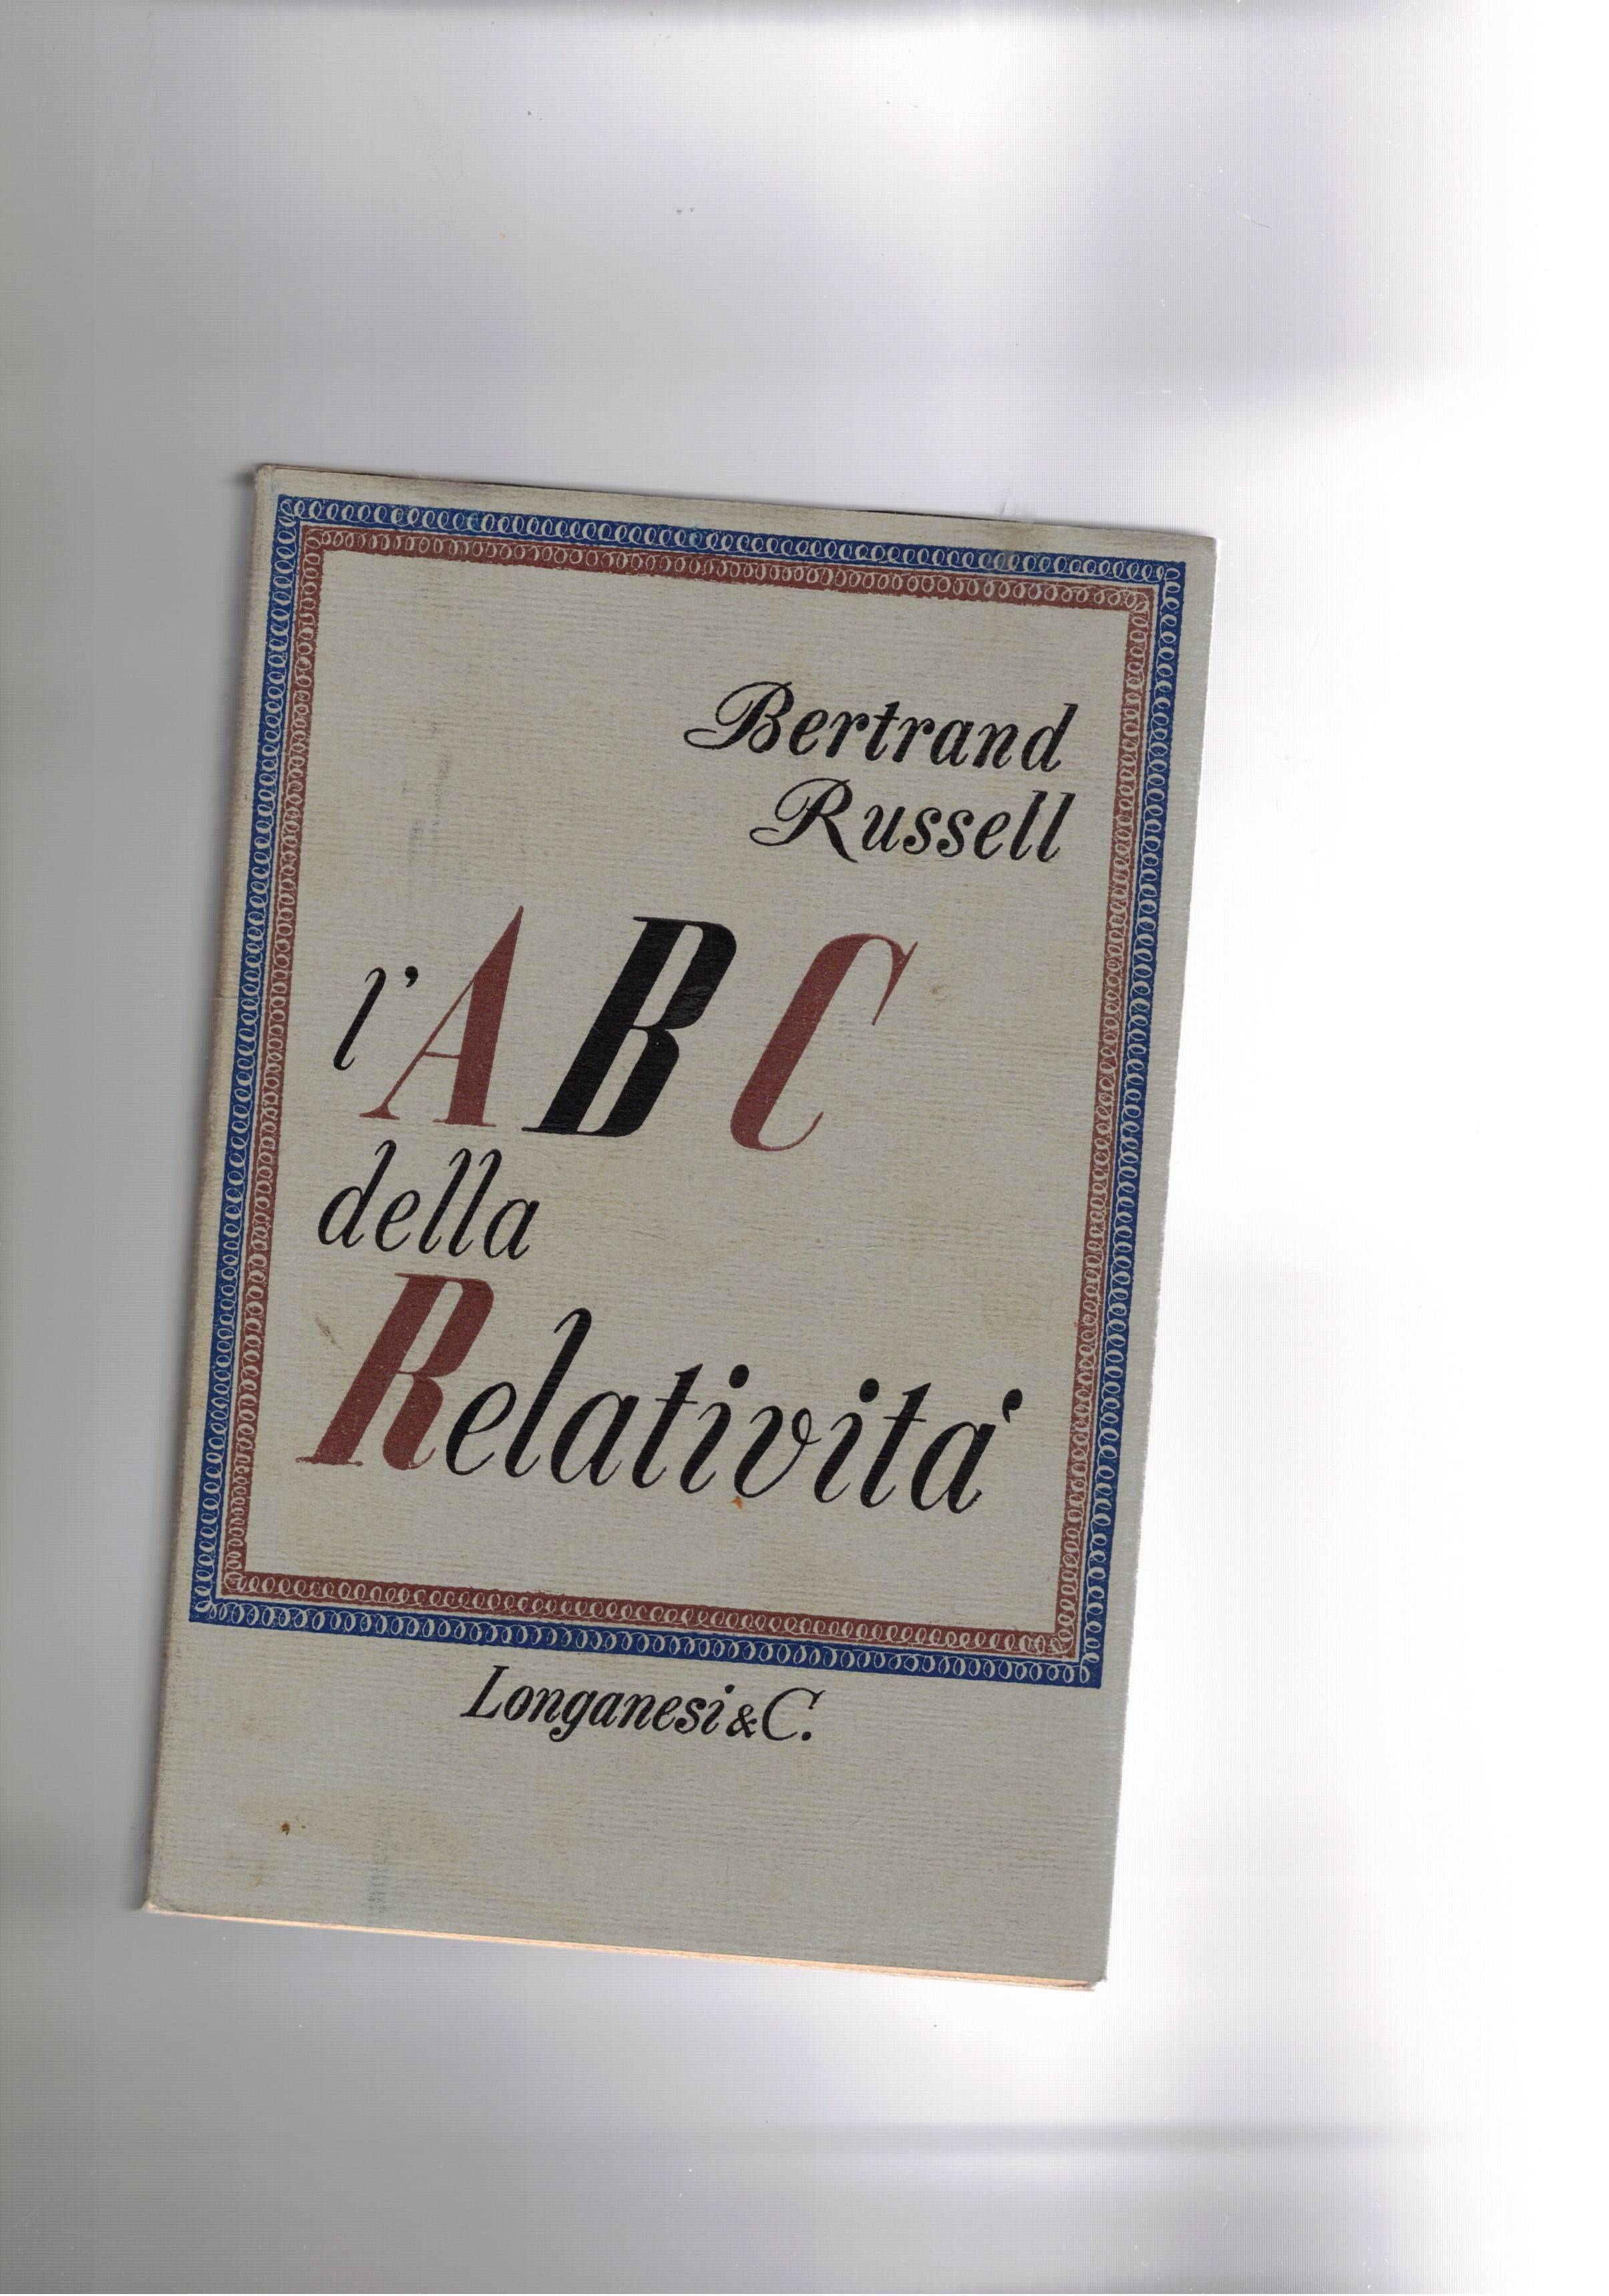 Bertrand
Russell
l'ABC
della
Relatività
Longanesi & C.